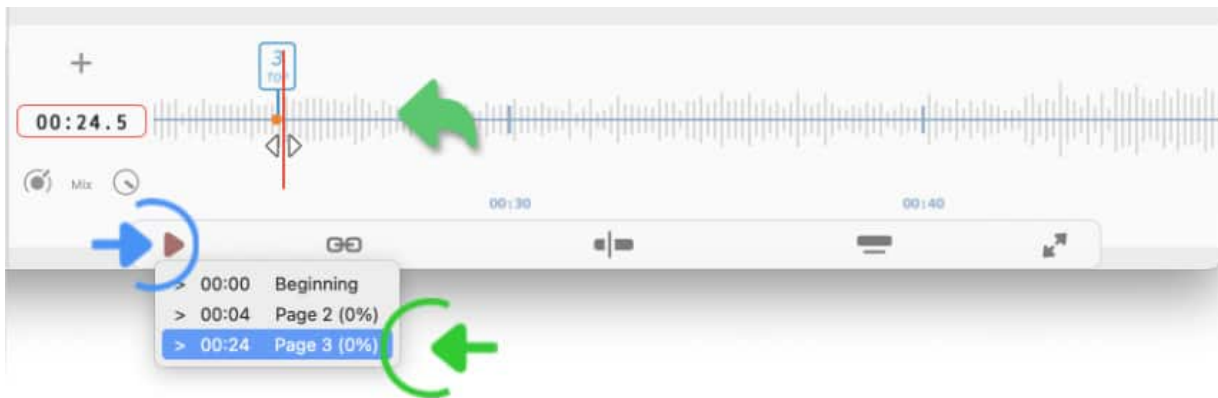 +
3
TOP
00:24.5
Mix
00:30
00:40
> 00:00 Beginning
> 00:04 Page 2 (0%)
> 00:24 Page 3 (0%)